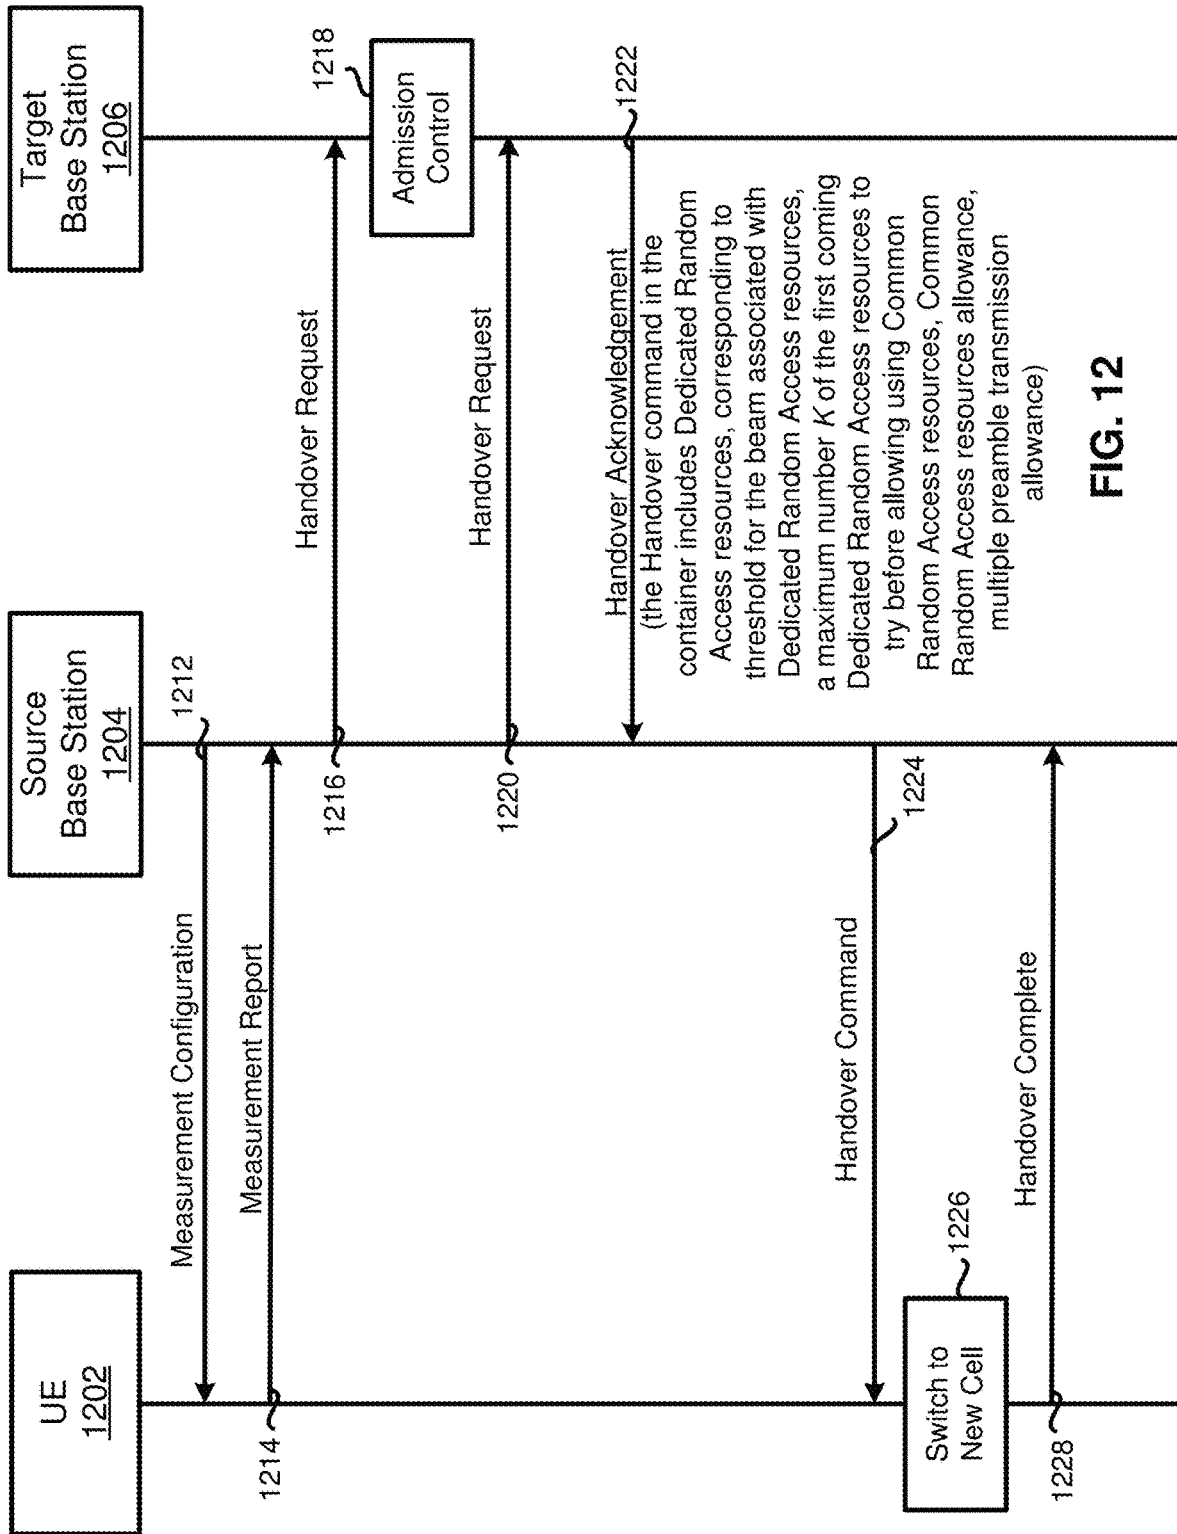 UE
1202
Source
Base Station
1204
Target
Base Station
1206
1212
Measurement Configuration
Measurement Report
1214
Handover Request
1216
1218
Admission
Control
Handover Request
1220
1222
Handover Acknowledgement
(the Handover command in the
container includes Dedicated Random
Access resources, corresponding to
threshold for the beam associated with
Dedicated Random Access resources,
a maximum number K of the first coming
Dedicated Random Access resources to
try before allowing using Common
Random Access resources, Common
Random Access resources allowance,
multiple preamble transmission
allowance)
Handover Command
1224
Switch to
New Cell
1226
Handover Complete
1228
FIG. 12